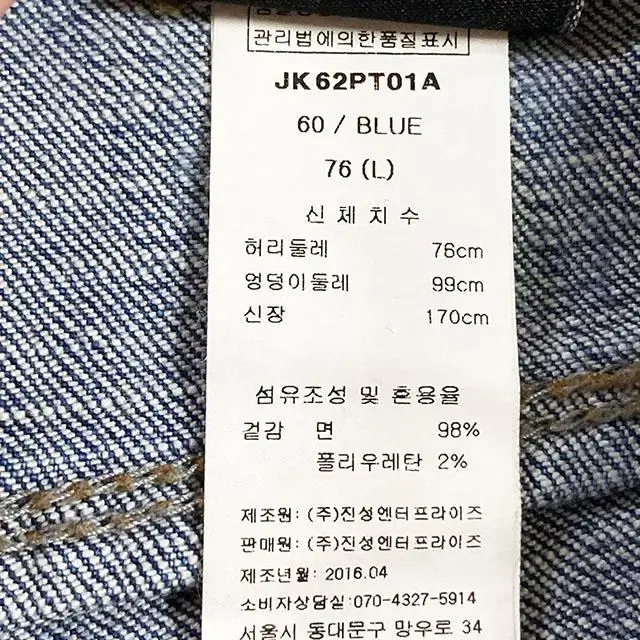 관리법에의한품질표시
JK62PT01A
60 / BLUE
76 (L)
신 체 치 수
허리둘레 76cm
엉덩이둘레 99cm
신장 170cm
섬유조성 및 혼용율
겉감 면 98%
폴리우레탄 2%
제조원: (주)진성엔터프라이즈
판매원: (주)진성엔터프라이즈
제조년월: 2016.04
소비자상담실:070-4327-5914
서울시 동대문구 망우로 34